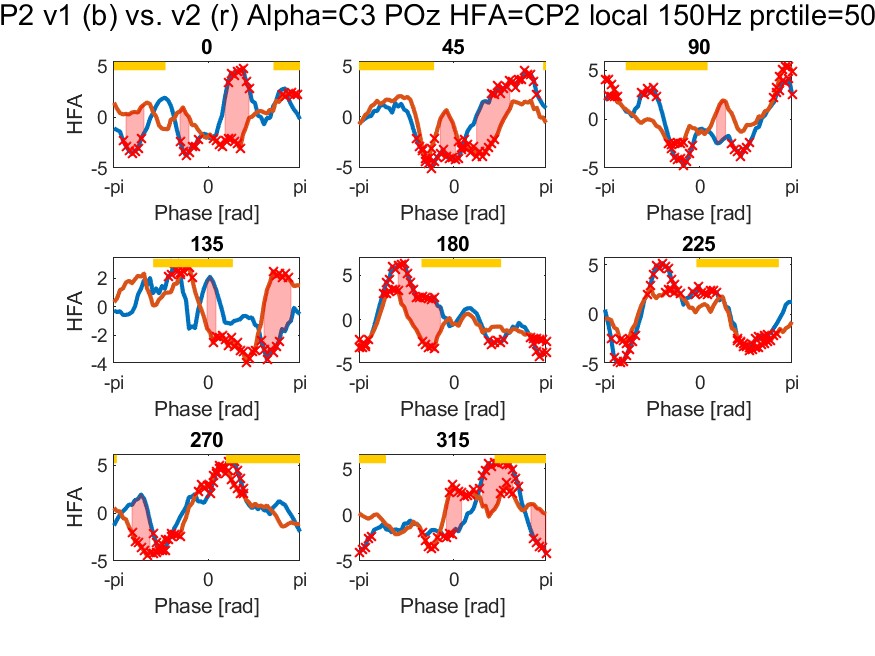 P2 v1 (b) vs. v2 (r) Alpha=C3 POz HFA=CP2 local 150Hz prctile=50
0 45 90
5 5 5
HFA 0 0 0
-5 -5 -5
-pi 0 pi -pi 0 pi -pi 0 pi
Phase [rad] Phase [rad] Phase [rad]
135 180 225
2 5 5
HFA 0 0 0
-2
-4 -5 -5
-pi 0 pi -pi 0 pi -pi 0 pi
Phase [rad] Phase [rad] Phase [rad]
270 315
5 5
HFA 0 0
-5 -5
-pi 0 pi -pi 0 pi
Phase [rad] Phase [rad]